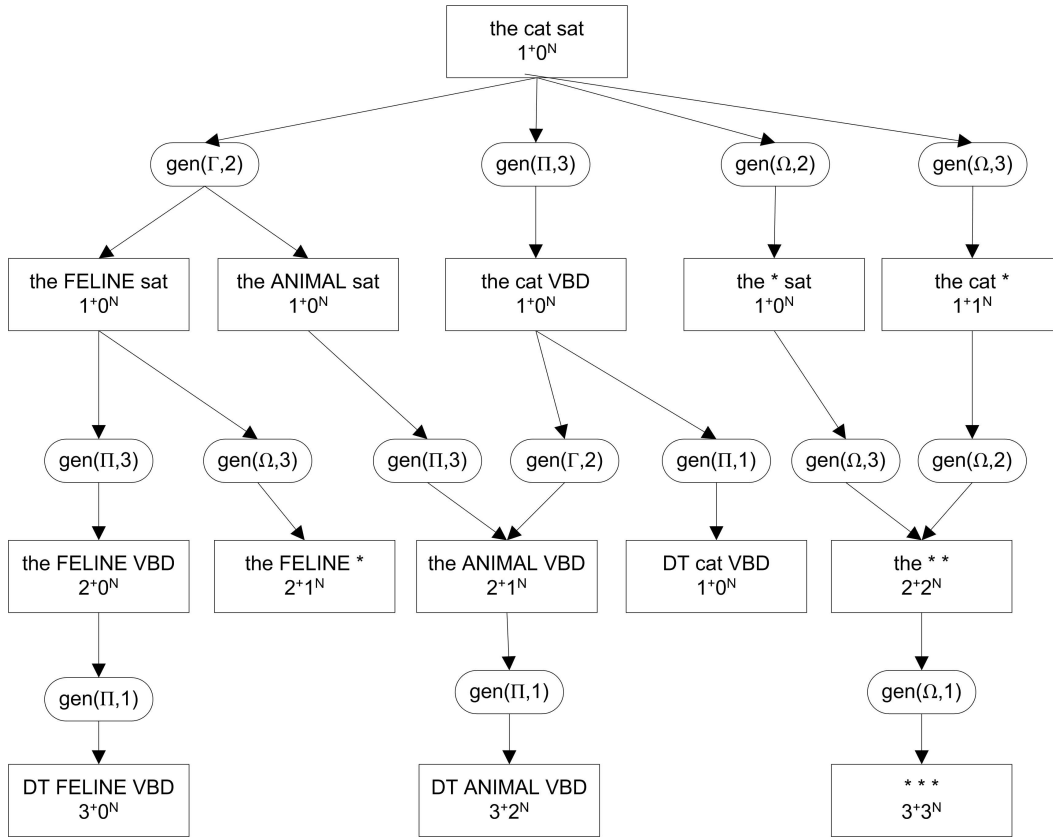 the cat sat
1⁺0ᴺ
gen(Γ,2)
gen(Π,3)
gen(Ω,2)
gen(Ω,3)
the FELINE sat
1⁺0ᴺ
the ANIMAL sat
1⁺0ᴺ
the cat VBD
1⁺0ᴺ
the * sat
1⁺0ᴺ
the cat *
1⁺1ᴺ
gen(Π,3)
gen(Ω,3)
gen(Π,3)
gen(Γ,2)
gen(Π,1)
gen(Ω,3)
gen(Ω,2)
the FELINE VBD
2⁺0ᴺ
the FELINE *
2⁺1ᴺ
the ANIMAL VBD
2⁺1ᴺ
DT cat VBD
1⁺0ᴺ
the * *
2⁺2ᴺ
gen(Π,1)
gen(Π,1)
gen(Ω,1)
DT FELINE VBD
3⁺0ᴺ
DT ANIMAL VBD
3⁺2ᴺ
* * *
3⁺3ᴺ